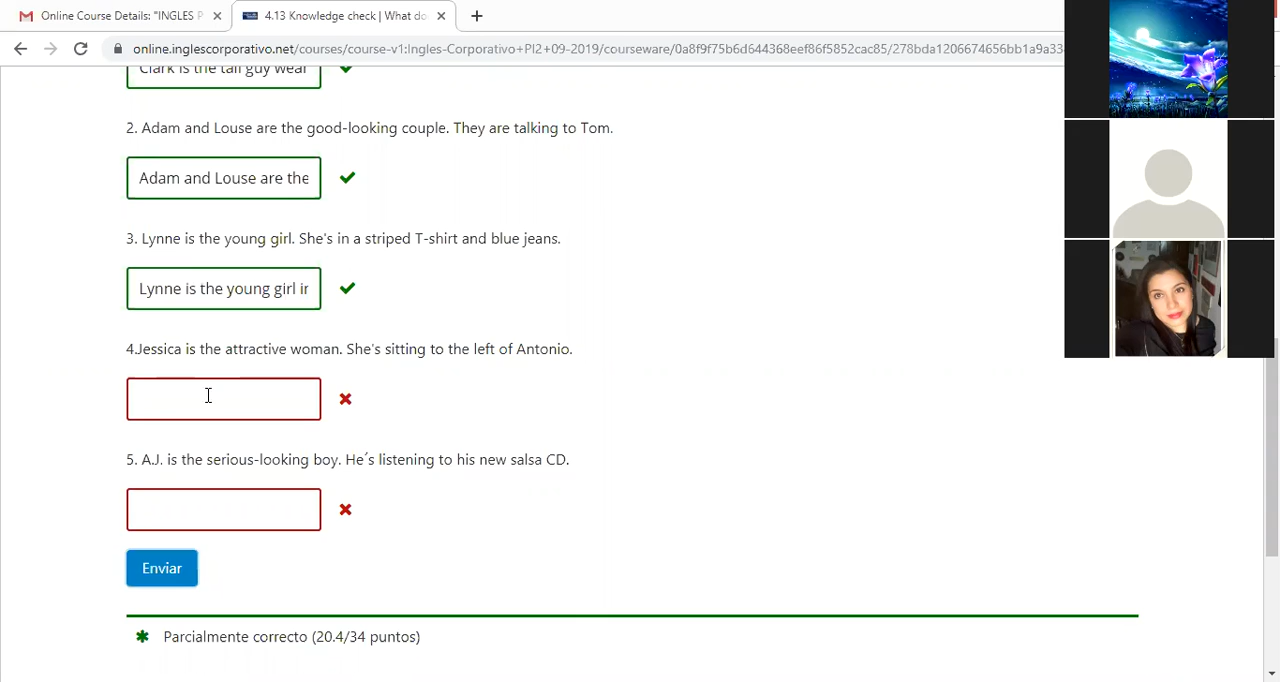 Online Course Details: "INGLES P
4.13 Knowledge check | What do
online.inglescorporativo.net/courses/course-v1:Ingles-Corporativo+PI2+09-2019/courseware/0a8f9f75b6d644368eef86f5852cac85/278bda1206674656bb1a9a33
Clark is the tall guy wear
2. Adam and Louse are the good-looking couple. They are talking to Tom.
Adam and Louse are the
3. Lynne is the young girl. She's in a striped T-shirt and blue jeans.
Lynne is the young girl ir
4.Jessica is the attractive woman. She's sitting to the left of Antonio.
5. A.J. is the serious-looking boy. He´s listening to his new salsa CD.
Enviar
Parcialmente correcto (20.4/34 puntos)